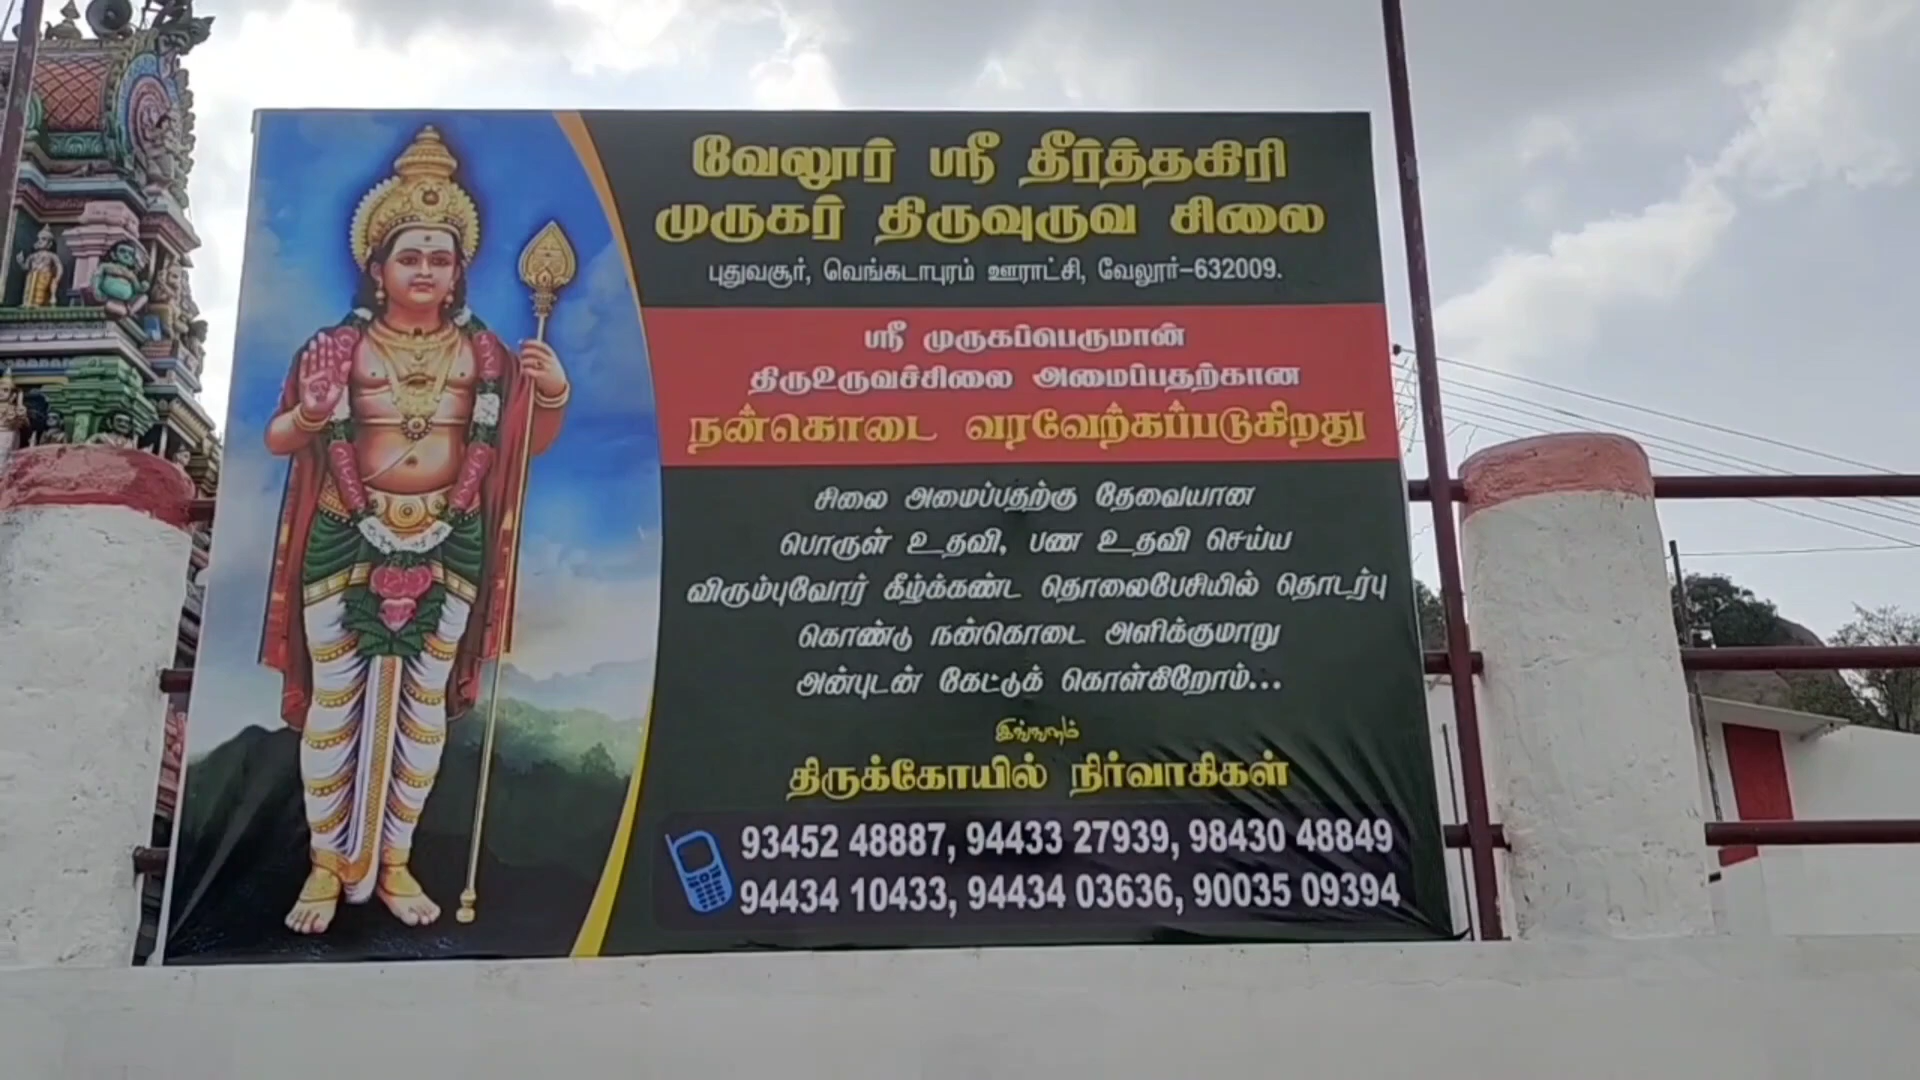 வேலூர் ஸ்ரீ தீர்த்தகிரி
முருகர் திருவுருவ சிலை
புதுவசூர், வெங்கடாபுரம் ஊராட்சி, வேலூர்-632009.
ஸ்ரீ முருகப்பெருமான்
திருஉருவச்சிலை அமைப்பதற்கான
நன்கொடை வரவேற்கப்படுகிறது
சிலை அமைப்பதற்கு தேவையான
பொருள் உதவி, பண உதவி செய்ய
விரும்புவோர் கீழ்க்கண்ட தொலைபேசியில் தொடர்பு
கொண்டு நன்கொடை அளிக்குமாறு
அன்புடன் கேட்டுக் கொள்கிறோம்...
இங்ஙனம்
திருக்கோயில் நிர்வாகிகள்
93452 48887, 94433 27939, 98430 48849
94434 10433, 94434 03636, 90035 09394